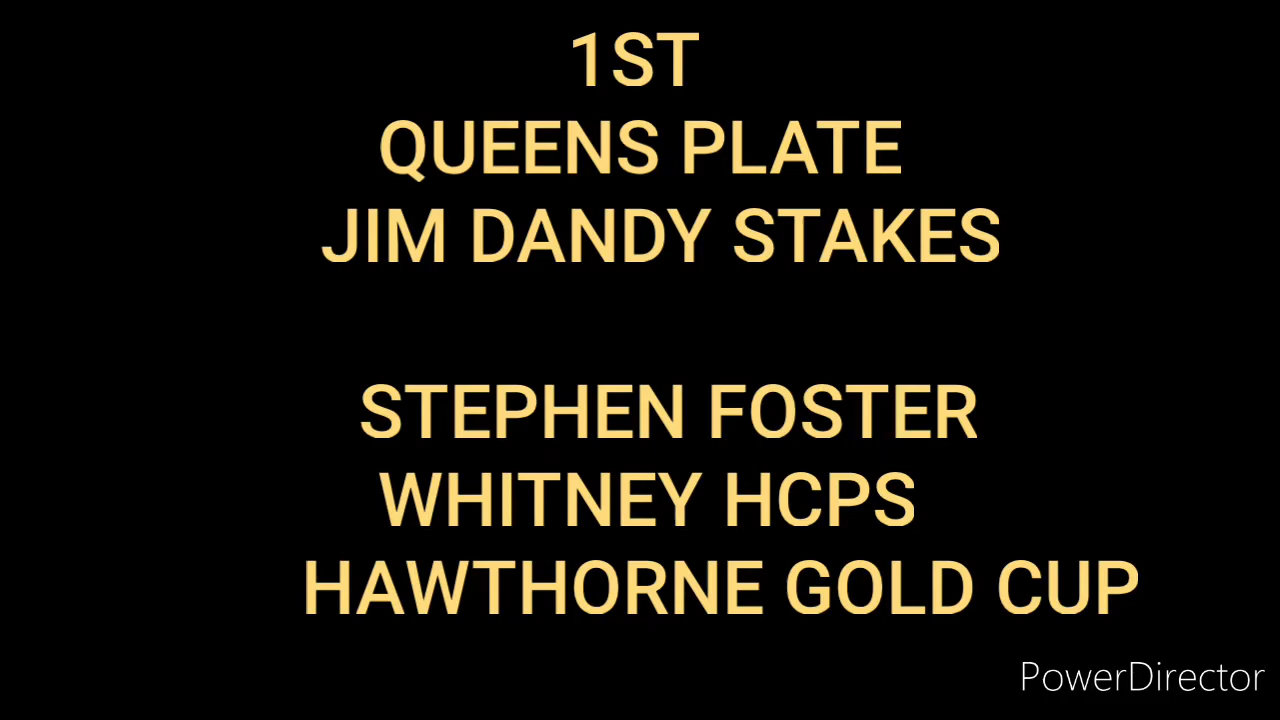 1ST
QUEENS PLATE
JIM DANDY STAKES
STEPHEN FOSTER
WHITNEY HCPS
HAWTHORNE GOLD CUP
PowerDirector